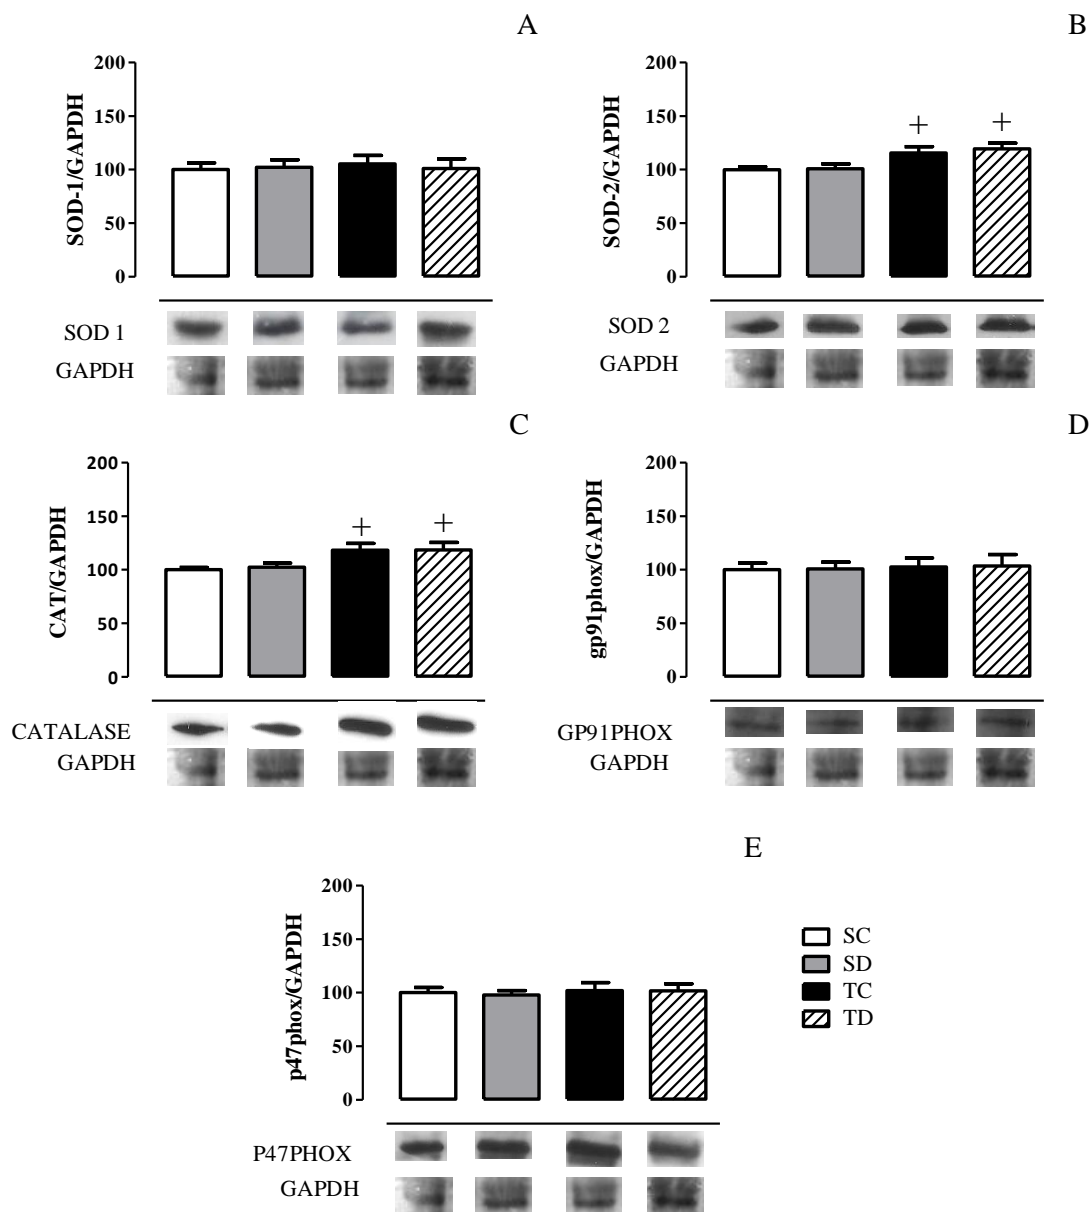 A
200
150
100
50
0
SOD-1/GAPDH
SOD 1
GAPDH
B
200
150
100
50
0
SOD-2/GAPDH
+ +
SOD 2
GAPDH
C
200
150
100
50
0
CAT/GAPDH
+ +
CATALASE
GAPDH
D
200
150
100
50
0
gp91phox/GAPDH
GP91PHOX
GAPDH
E
200
150
100
50
0
p47phox/GAPDH
P47PHOX
GAPDH
SC
SD
TC
TD